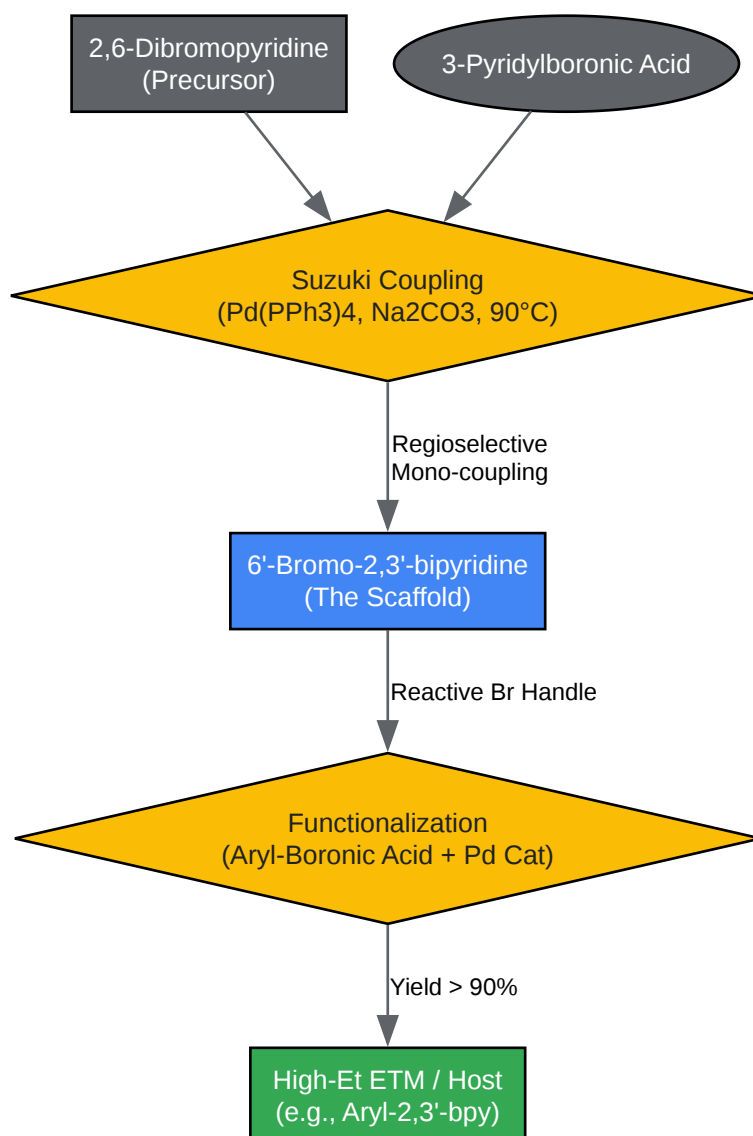 2,6-Dibromopyridine
(Precursor)
3-Pyridylboronic Acid
Suzuki Coupling
(Pd(PPh3)4, Na2CO3, 90°C)
Regioselective
Mono-coupling
6'-Bromo-2,3'-bipyridine
(The Scaffold)
Reactive Br Handle
Functionalization
(Aryl-Boronic Acid + Pd Cat)
Yield > 90%
High-Et ETM / Host
(e.g., Aryl-2,3'-bpy)